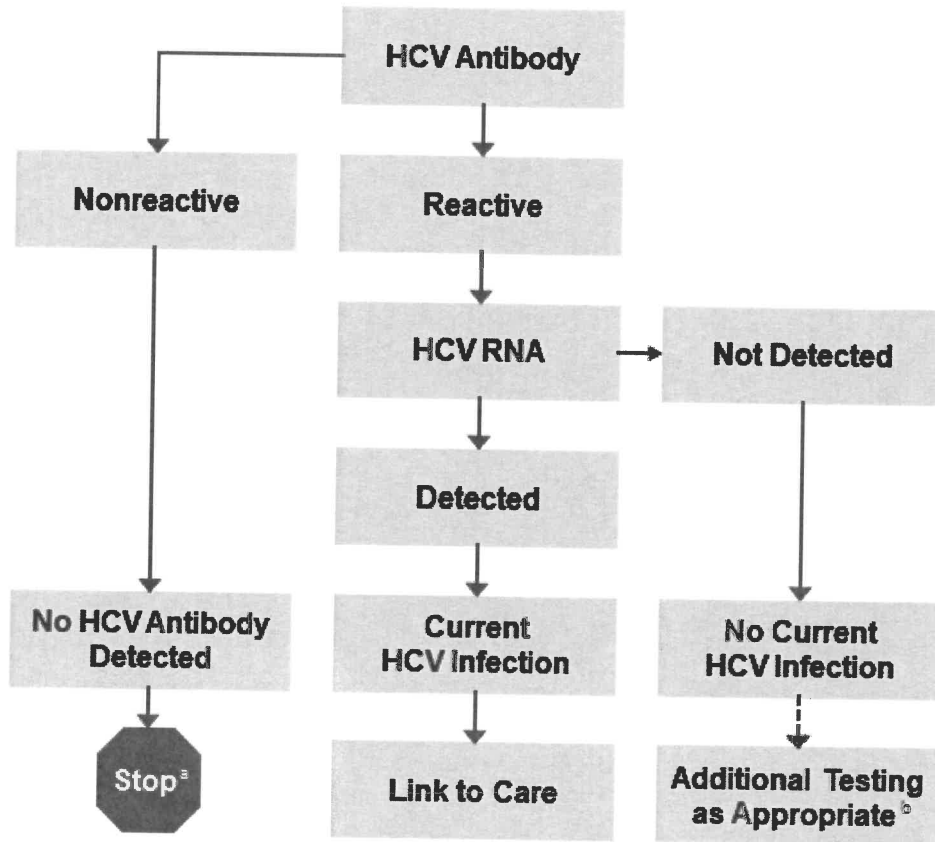 HCV Antibody
Nonreactive
Reactive
HCV RNA
Not Detected
Detected
No HCV Antibody
Detected
Current
HCV Infection
No Current
HCV Infection
Stop a
Link to Care
Additional Testing
as Appropriate b